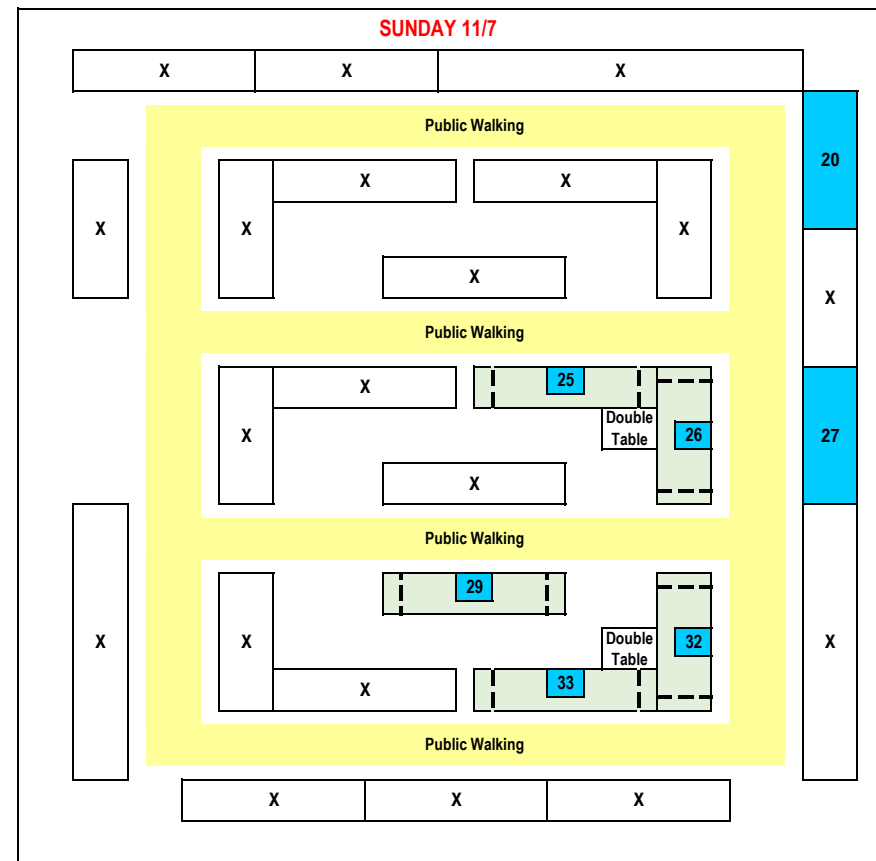 SUNDAY 11/7
X X X
Public Walking
20
X X
X X X
X
X
Public Walking
X 25
Double
Table
X 26 27
X
Public Walking
29
X X Double
Table 32 X
X 33
Public Walking
X X X